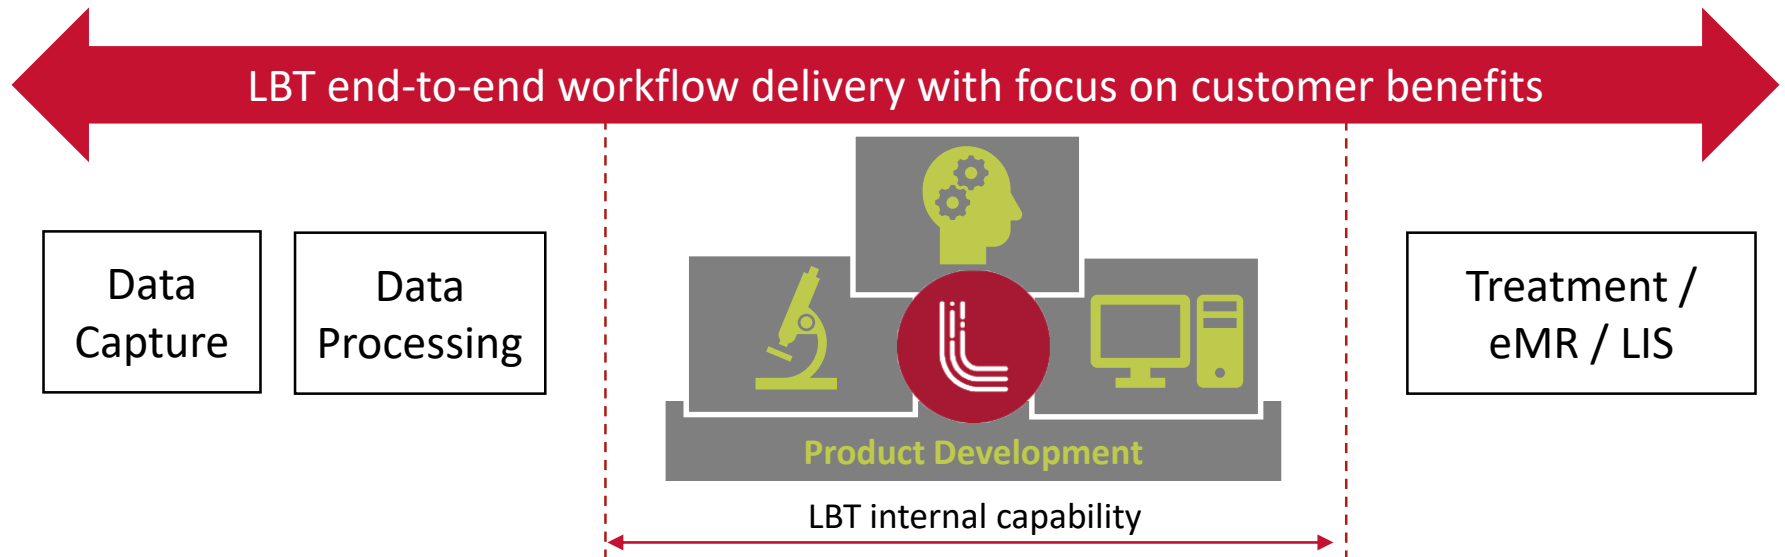 LBT end-to-end workflow delivery with focus on customer benefits
Data
Capture
Data
Processing
Product Development
LBT internal capability
Treatment /
eMR / LIS